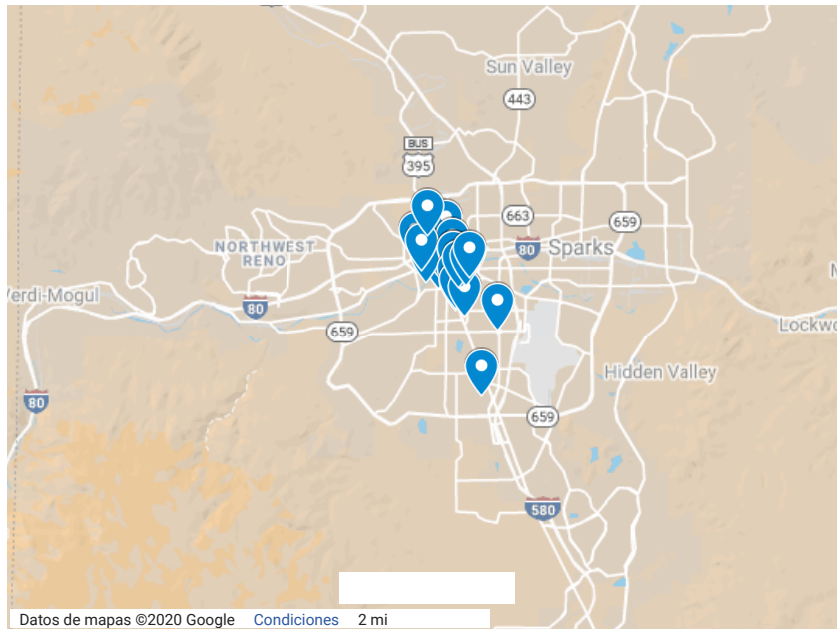 Sun Valley
443
BUS
395
663
659
NORTHWEST
RENO
80
Sparks
Verdi-Mogul
80
659
Lockwo
Hidden Valley
80
659
580
Datos de mapas ©2020 Google Condiciones 2 mi